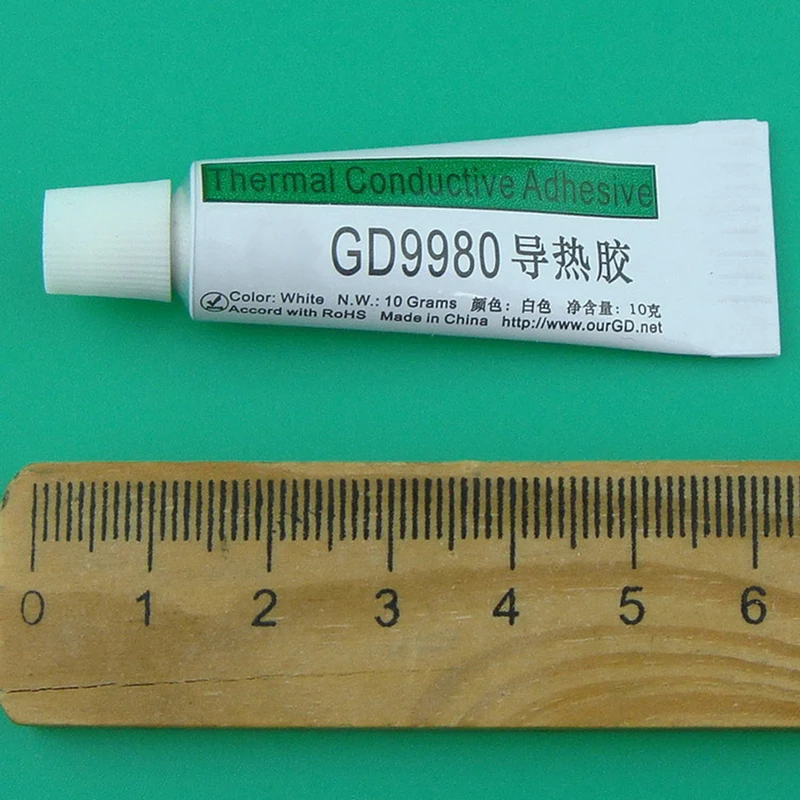 Thermal Conductive Adhesive
GD9980 导热胶
Color: White N.W.: 10 Grams 颜色: 白色 净含量: 10克
Accord with RoHS Made in China http://www.ourGD.net
0 1 2 3 4 5 6